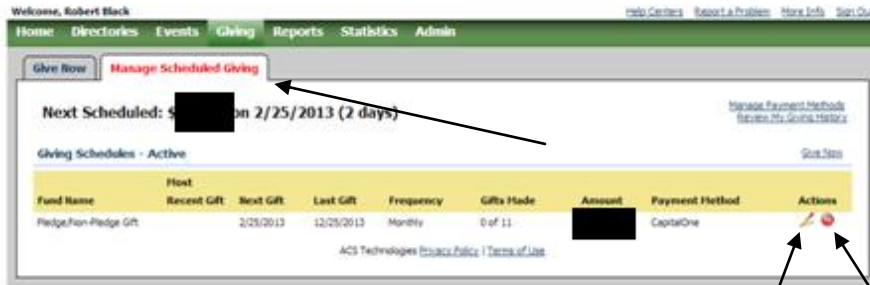 Welcome, Robert Black
Help Centers Report a Problem More Info Sign Ou
Home Directories Events Giving Reports Statistics Admin
Give Now Manage Scheduled Giving
Next Scheduled: $ on 2/25/2013 (2 days)
Manage Payment Methods
Review My Giving History
Giving Schedules - Active
Give Now
Fund Name Most Recent Gift Next Gift Last Gift Frequency Gifts Made Amount Payment Method Actions
Pledge/Non-Pledge Gift 2/25/2013 12/25/2013 Monthly 0 of 11 CapitalOne
ACS Technologies Privacy Policy | Terms of Use